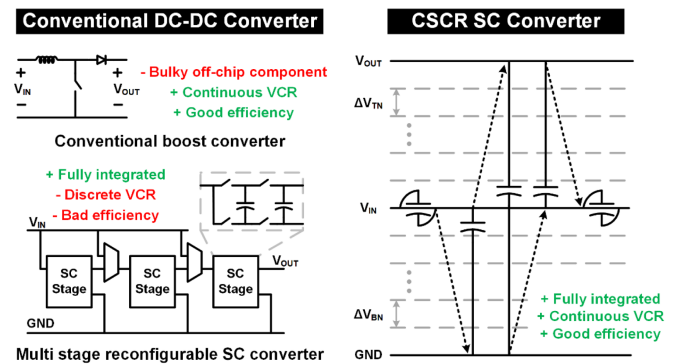 Conventional DC-DC Converter
+
VIN
−
+
VOUT
−
- Bulky off-chip component
+ Continuous VCR
+ Good efficiency
Conventional boost converter
+ Fully integrated
- Discrete VCR
- Bad efficiency
VIN
SC
Stage
SC
Stage
SC
Stage
VOUT
GND
Multi stage reconfigurable SC converter
CSCR SC Converter
VOUT
ΔVTN
VIN
ΔVBN
GND
+ Fully integrated
+ Continuous VCR
+ Good efficiency